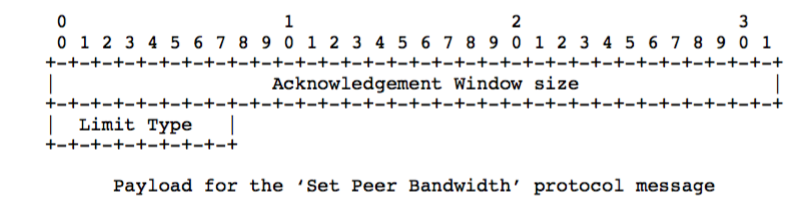 0                   1                   2                   3
0 1 2 3 4 5 6 7 8 9 0 1 2 3 4 5 6 7 8 9 0 1 2 3 4 5 6 7 8 9 0 1
+-+-+-+-+-+-+-+-+-+-+-+-+-+-+-+-+-+-+-+-+-+-+-+-+-+-+-+-+-+-+-+-+
|                  Acknowledgement Window size                  |
+-+-+-+-+-+-+-+-+-+-+-+-+-+-+-+-+-+-+-+-+-+-+-+-+-+-+-+-+-+-+-+-+
|  Limit Type   |
+-+-+-+-+-+-+-+-+
Payload for the ‘Set Peer Bandwidth’ protocol message